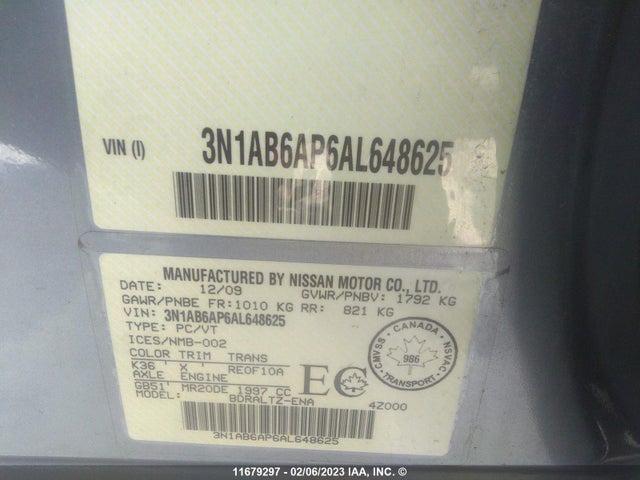 VIN (I) 3N1AB6AP6AL648625
MANUFACTURED BY NISSAN MOTOR CO., LTD.
DATE: 12/09 GVWR/PNBV: 1792 KG
GAWR/PNBE FR: 1010 KG RR: 821 KG
VIN: 3N1AB6AP6AL648625
TYPE: PC/VT
ICES/NMB-002
COLOR TRIM TRANS
K36 ' X ' RE0F10A
AXLE ENGINE
GB51' MR20DE 1997 CC
MODEL: BDRALTZ-ENA 4Z000
EC
CANADA
CMVSS 986 NSVAC
TRANSPORT
3N1AB6AP6AL648625
11679297 - 02/06/2023 IAA, INC. ©